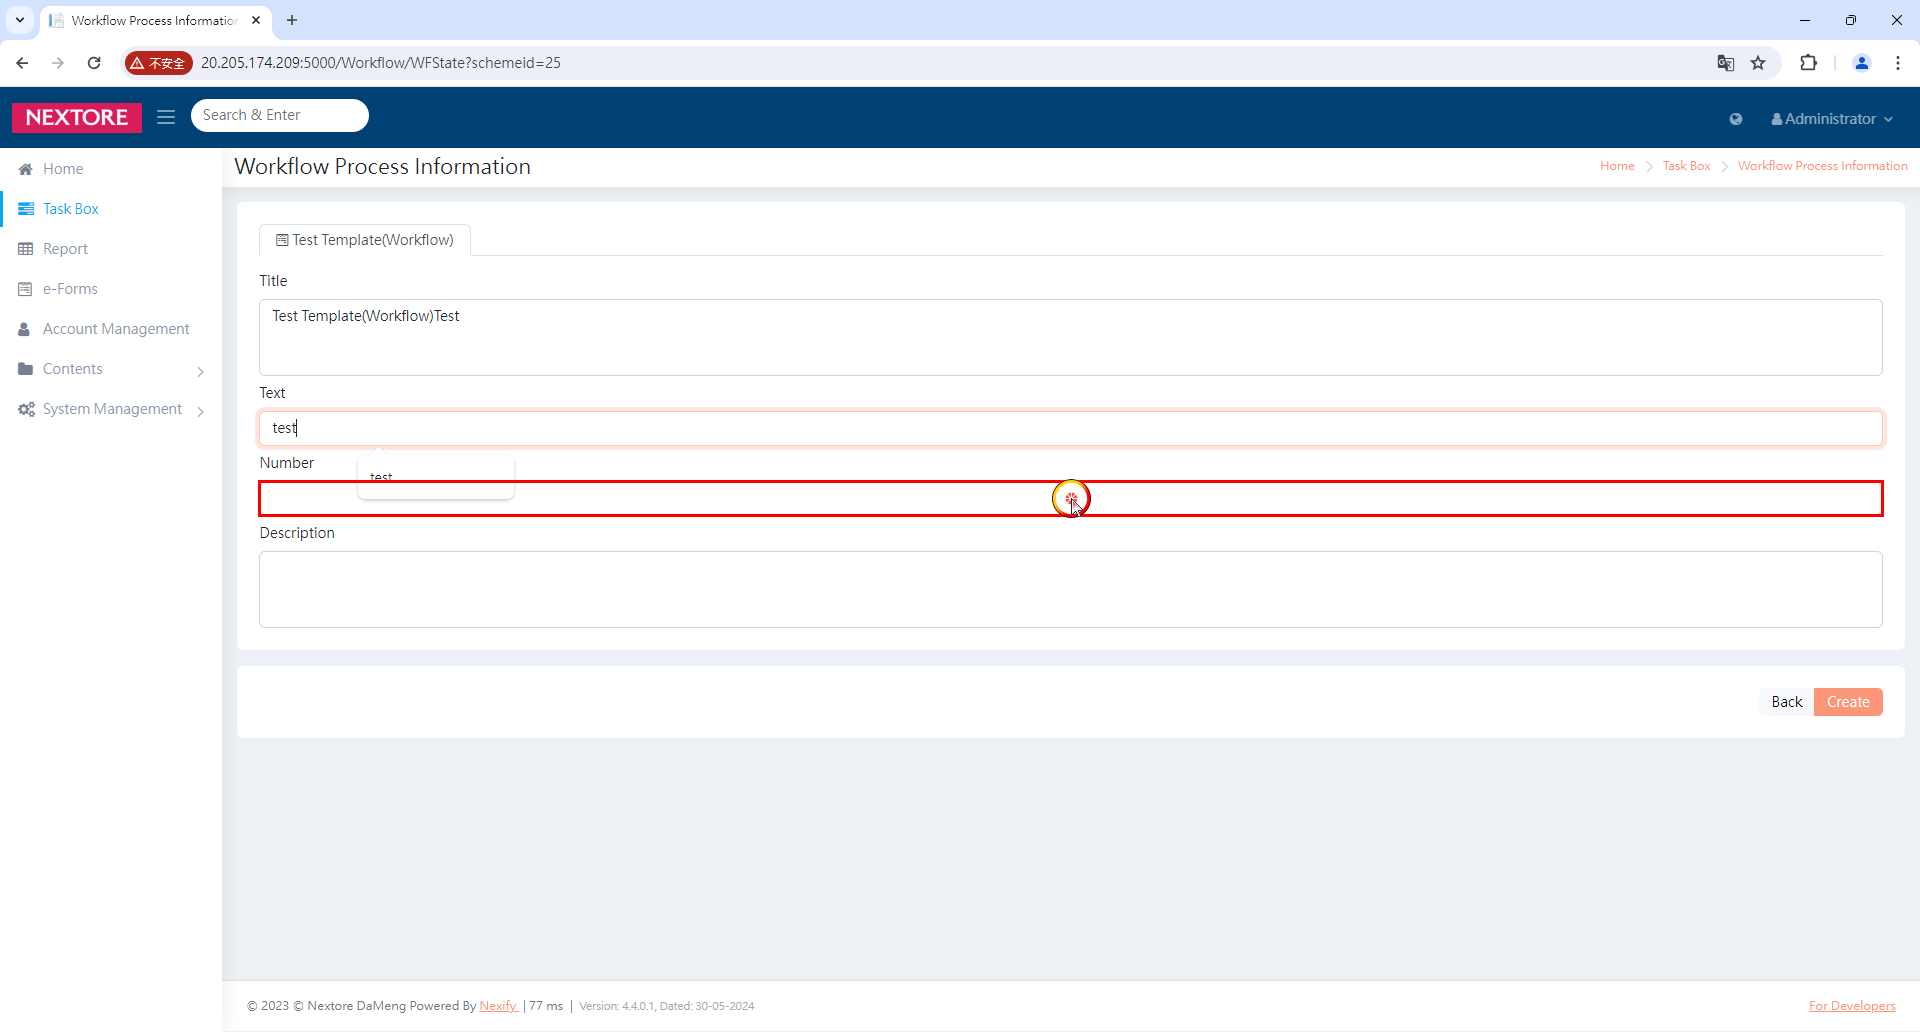 Workflow Process Information
不安全
20.205.174.209:5000/Workflow/WFState?schemeid=25
NEXTORE
Search & Enter
Administrator
Home
Task Box
Report
e-Forms
Account Management
Contents
System Management
Workflow Process Information
Home
Task Box
Workflow Process Information
Test Template(Workflow)
Title
Test Template(Workflow)Test
Text
test
Number
test
Description
Back
Create
© 2023 © Nextore DaMeng Powered By Nexify | 77 ms | Version: 4.4.0.1, Dated: 30-05-2024
For Developers